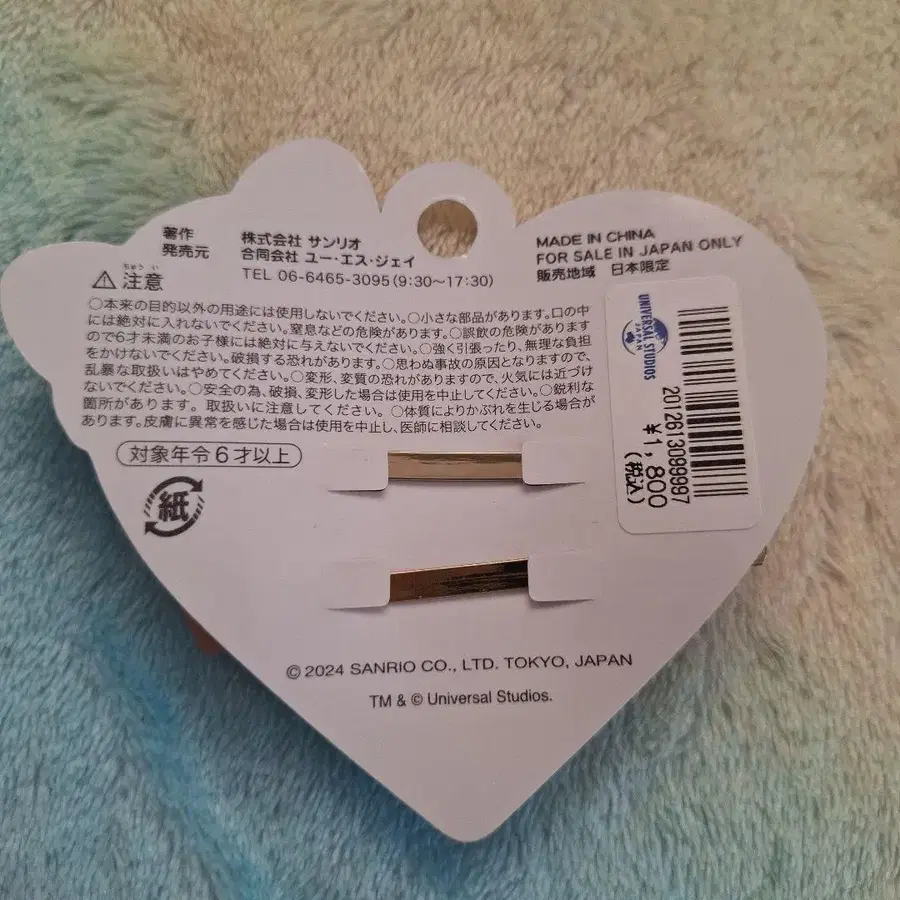 著作 株式会社 サンリオ
発売元 合同会社 ユー・エス・ジェイ
TEL 06-6465-3095(9:30〜17:30)
MADE IN CHINA
FOR SALE IN JAPAN ONLY
販売地域 日本限定
ちゅう い
⚠ 注意
○本来の目的以外の用途には使用しないでください。○小さな部品があります。口の中
には絶対に入れないでください。窒息などの危険があります。○誤飲の危険があります
ので6才未満のお子様には絶対に与えないでください。○強く引張ったり、無理な負担
をかけないでください。破損する恐れがあります。○思わぬ事故の原因となりますので、
乱暴な取扱いはやめてください。○変形、変質の恐れがありますので、火気には近づけ
ないでください。○安全の為、破損、変形した場合は使用を中止してください。○鋭利な
箇所があります。取扱いに注意してください。○体質によりかぶれを生じる場合が
あります。皮膚に異常を感じた場合は使用を中止し、医師に相談してください。
対象年令6才以上
紙
UNIVERSAL STUDIOS
JAPAN
2012613099997
¥1,800
(税込)
© 2024 SANRIO CO., LTD. TOKYO, JAPAN
TM & © Universal Studios.